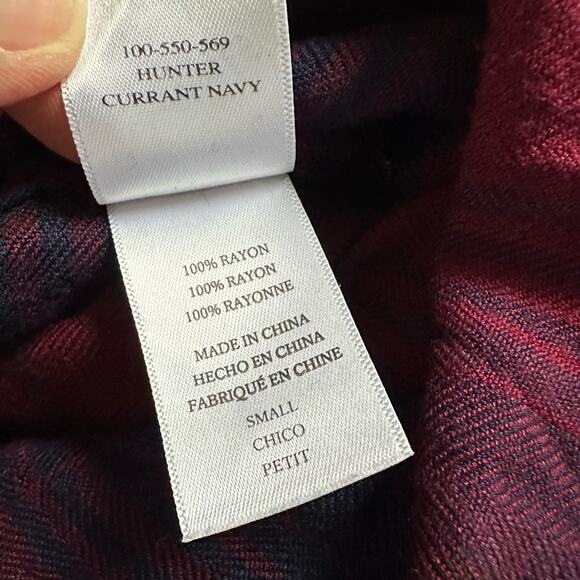 100-550-569
HUNTER
CURRANT NAVY
100% RAYON
100% RAYON
100% RAYONNE
MADE IN CHINA
HECHO EN CHINA
FABRIQUÉ EN CHINE
SMALL
CHICO
PETIT